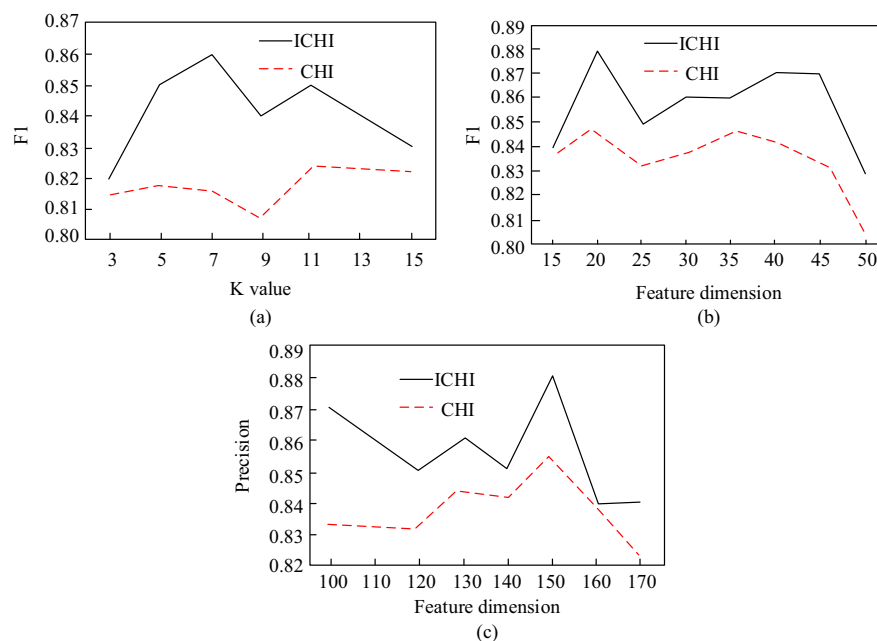 0.87
0.86
0.85
0.84
0.83
0.82
0.81
0.80
F1
ICHI
CHI
3 5 7 9 11 13 15
K value
(a)
0.89
0.88
0.87
0.86
0.85
0.84
0.83
0.82
0.81
0.80
F1
ICHI
CHI
15 20 25 30 35 40 45 50
Feature dimension
(b)
0.89
0.88
0.87
0.86
0.85
0.84
0.83
0.82
Precision
ICHI
CHI
100 110 120 130 140 150 160 170
Feature dimension
(c)